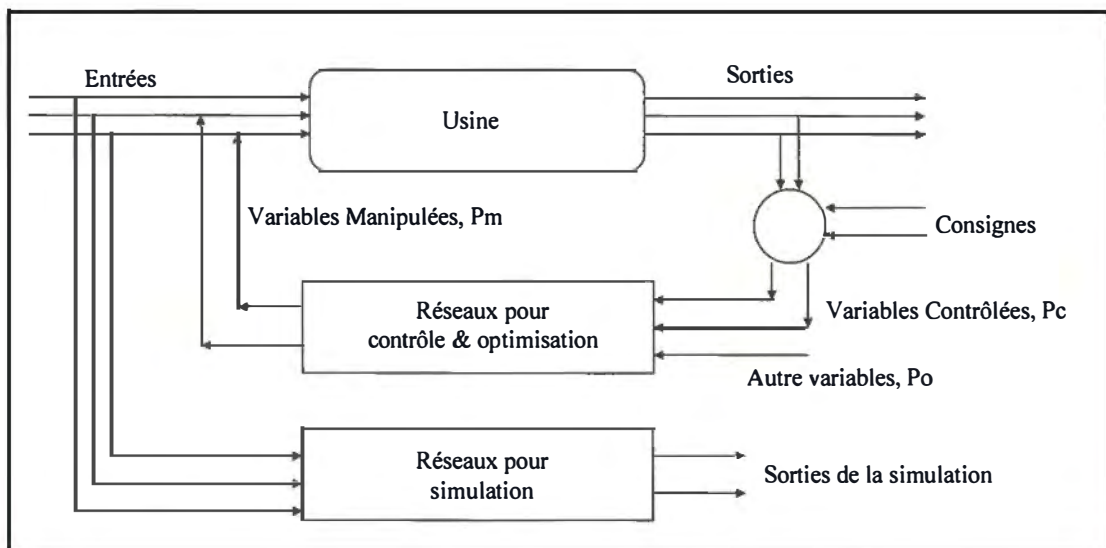 Entrées
Sorties
Usine
Variables Manipulées, Pm
Consignes
Réseaux pour
contrôle & optimisation
Variables Contrôlées, Pc
Autre variables, Po
Réseaux pour
simulation
Sorties de la simulation